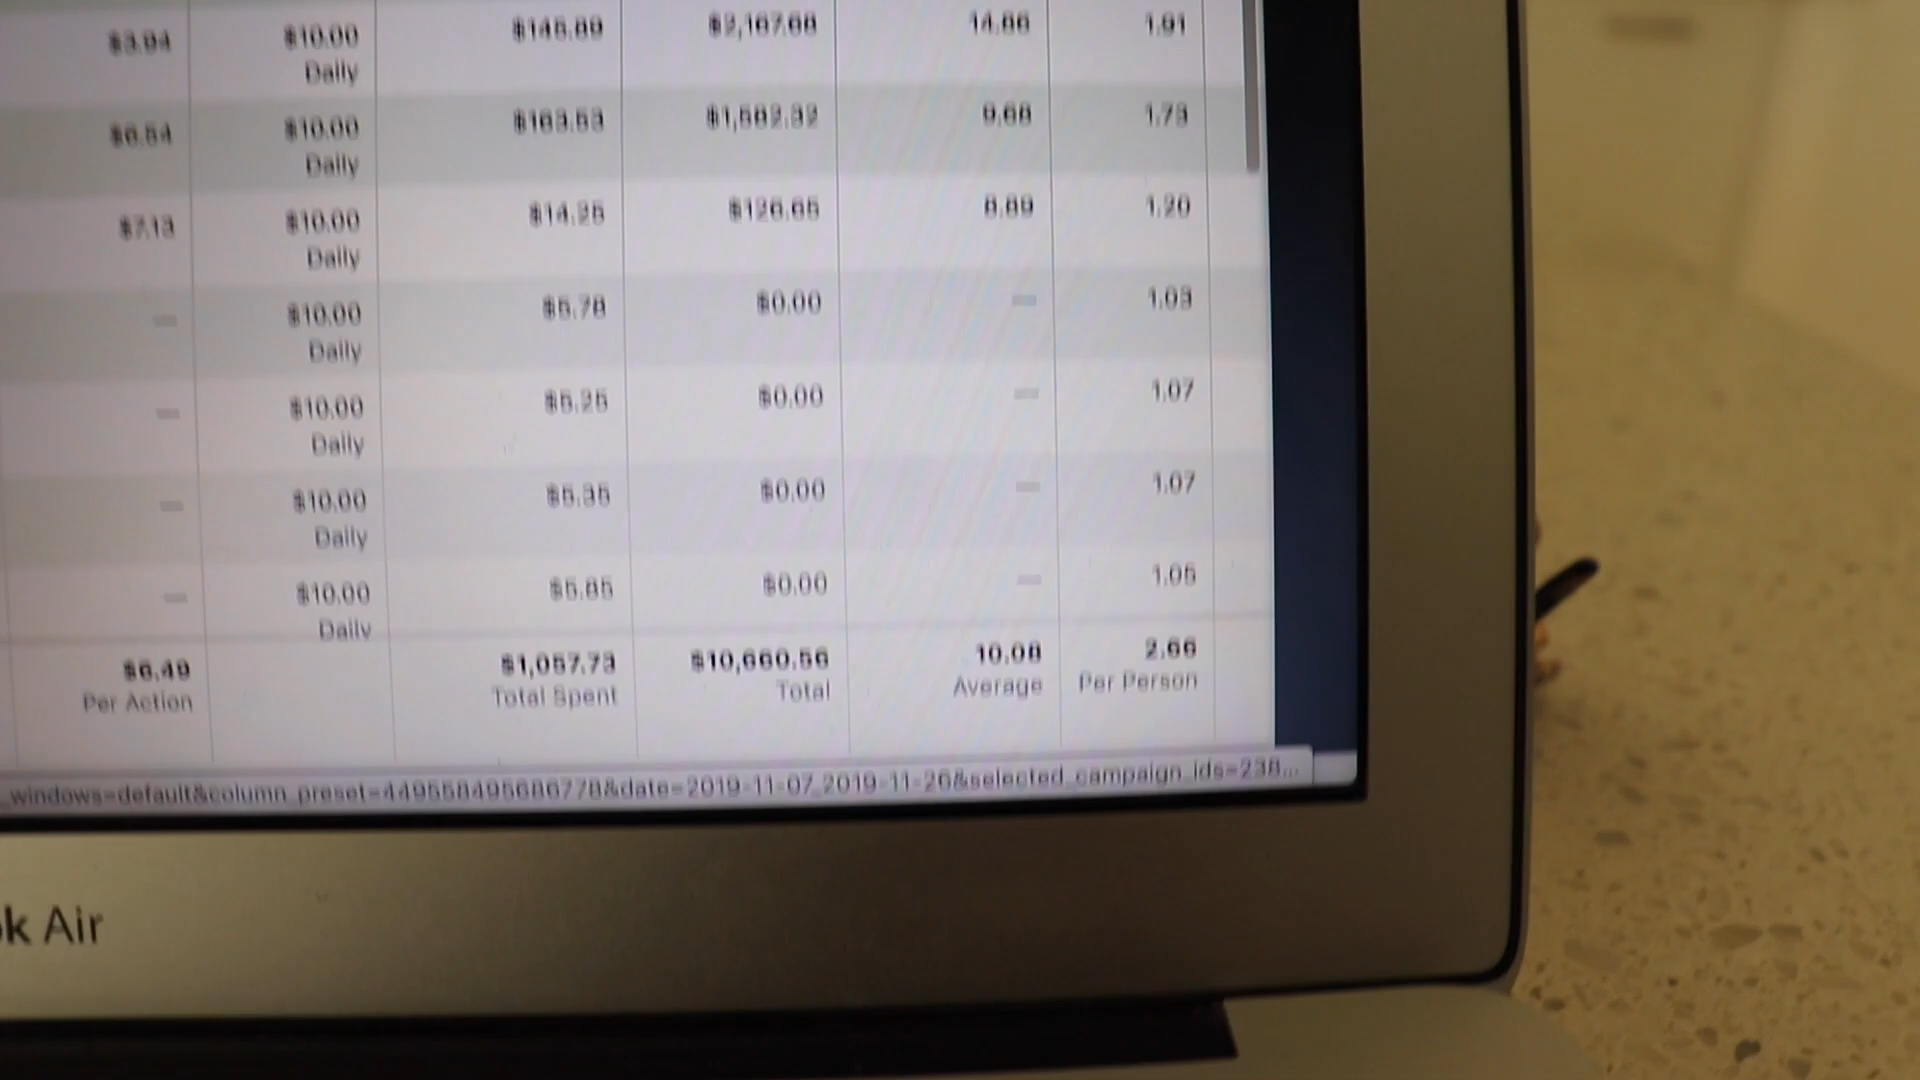 $3.94 $10.00 $145.89 $2,167.68 14.86 1.91
Daily
$6.54 $10.00 $163.53 $1,582.32 9.68 1.73
Daily
$7.13 $10.00 $14.25 $126.65 8.89 1.20
Daily
— $10.00 $5.78 $0.00 — 1.03
Daily
— $10.00 $5.25 $0.00 — 1.07
Daily
— $10.00 $5.35 $0.00 — 1.07
Daily
— $10.00 $5.85 $0.00 — 1.05
Daily
$6.49 $1,057.73 $10,660.56 10.08 2.66
Per Action Total Spent Total Average Per Person
_windows=default&column_preset=449558495686778&date=2019-11-07_2019-11-26&selected_campaign_ids=238...
ok Air